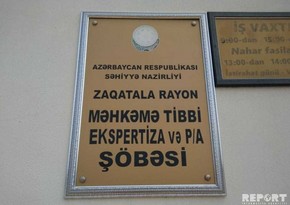 AZƏRBAYCAN RESPUBLİKASI
SƏHİYYƏ NAZİRLİYİ
ZAQATALA RAYON
MƏHKƏMƏ TİBBİ
EKSPERTİZA VƏ P/A
ŞÖBƏSİ
İŞ VAXTI
Nahar fasiləsi
REPORT